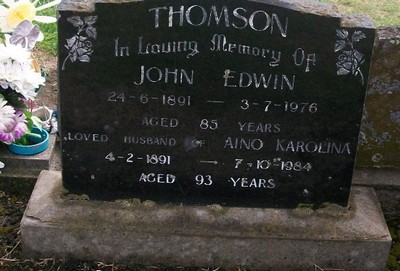 THOMSON
In Loving Memory Of
JOHN EDWIN
24-6-1891 — 3-7-1976
AGED 85 YEARS
LOVED HUSBAND OF AINO KAROLINA
4-2-1891 — 7-10-1984
AGED 93 YEARS